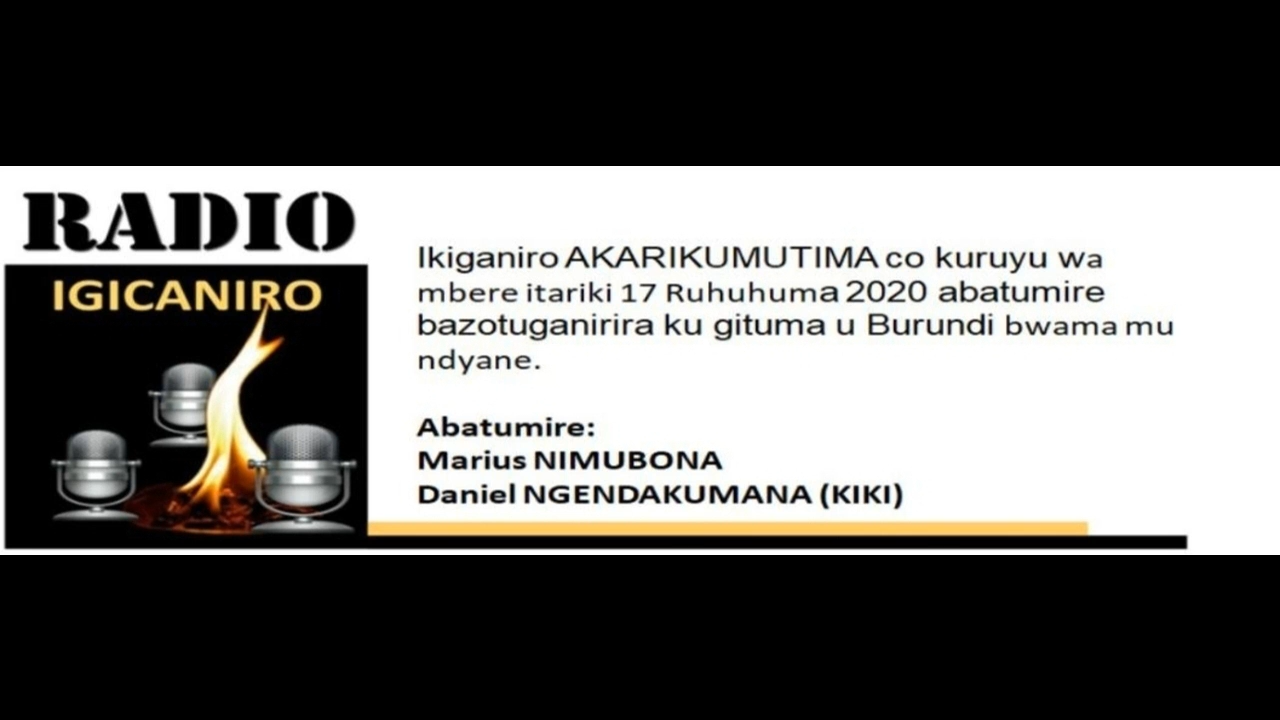 RADIO
IGICANIRO
Ikiganiro AKARIKUMUTIMA co kuruyu wa
mbere itariki 17 Ruhuhuma 2020 abatumire
bazotuganirira ku gituma u Burundi bwama mu
ndyane.
Abatumire:
Marius NIMUBONA
Daniel NGENDAKUMANA (KIKI)